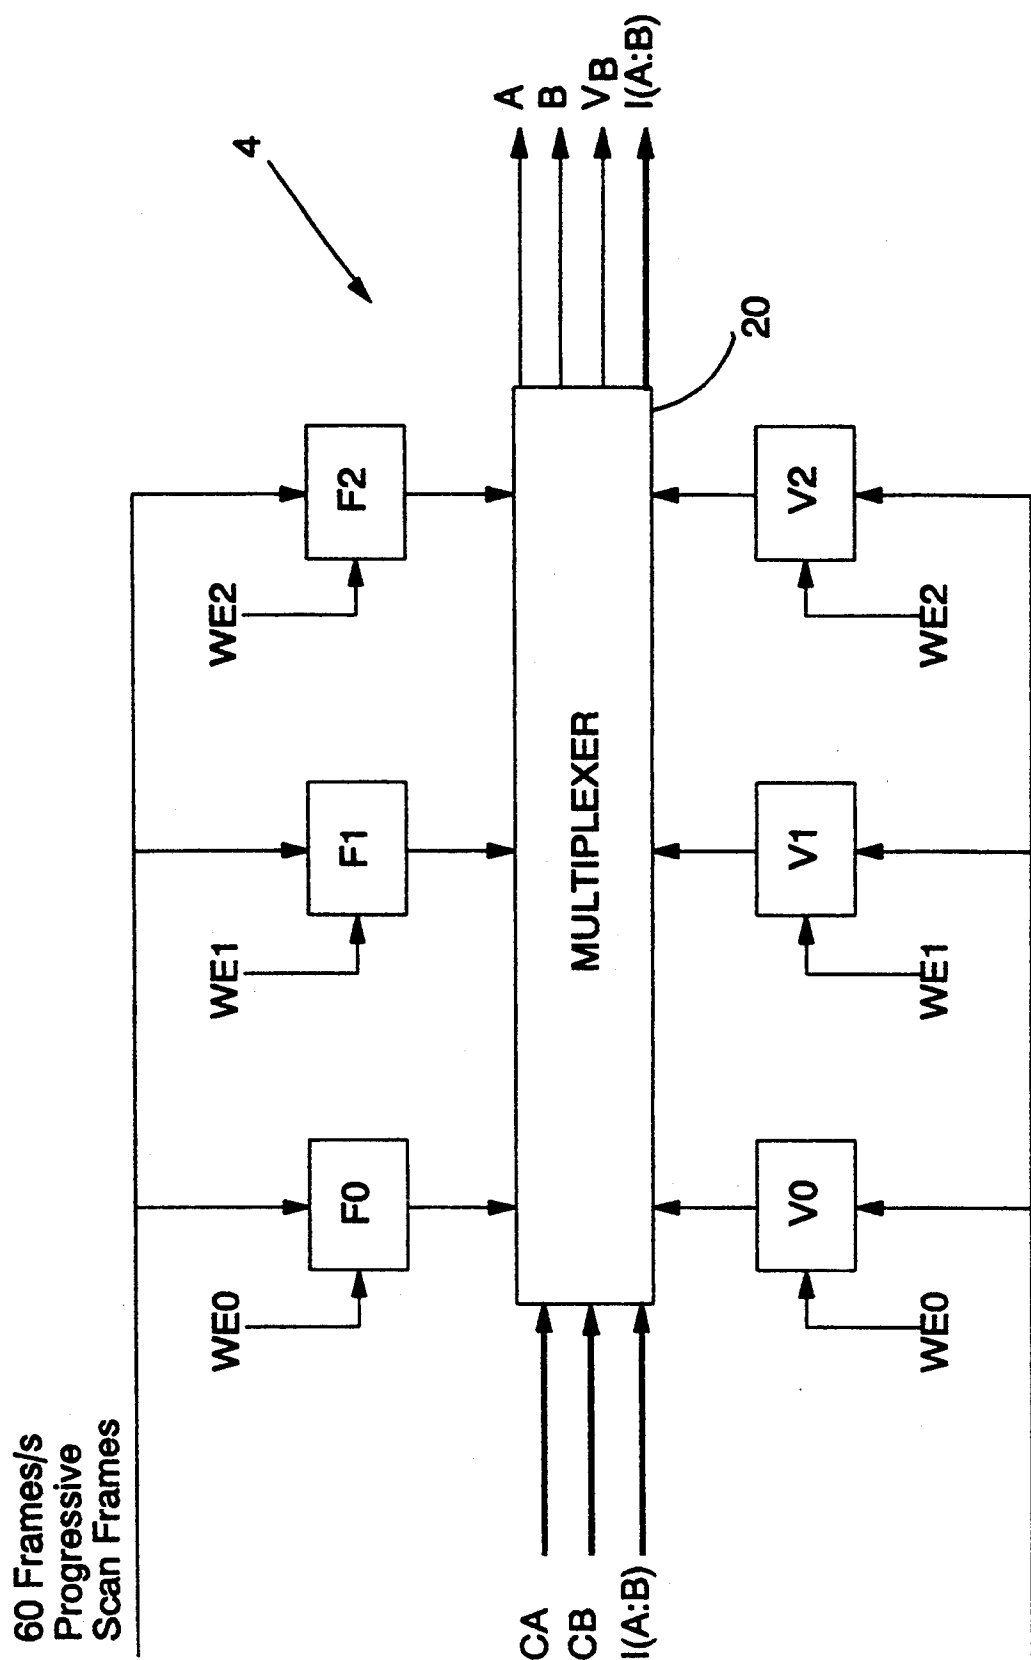 60 Frames/s
Progressive
Scan Frames
4
WE0
WE1
WE2
F0
F1
F2
CA
CB
I(A:B)
MULTIPLEXER
A
B
VB
I(A:B)
20
V0
V1
V2
WE0
WE1
WE2